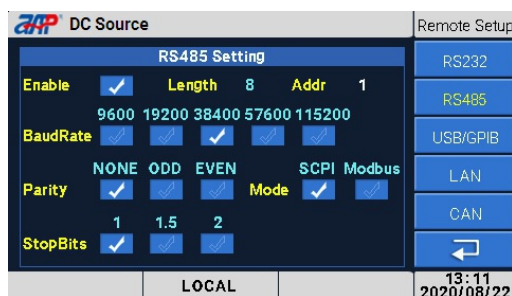 AAP DC Source
Remote Setup
RS485 Setting
Enable Length 8 Addr 1
9600 19200 38400 57600 115200
BaudRate
NONE ODD EVEN SCPI Modbus
Parity Mode
1 1.5 2
StopBits
RS232
RS485
USB/GPIB
LAN
CAN
LOCAL
13:11
2020/08/22